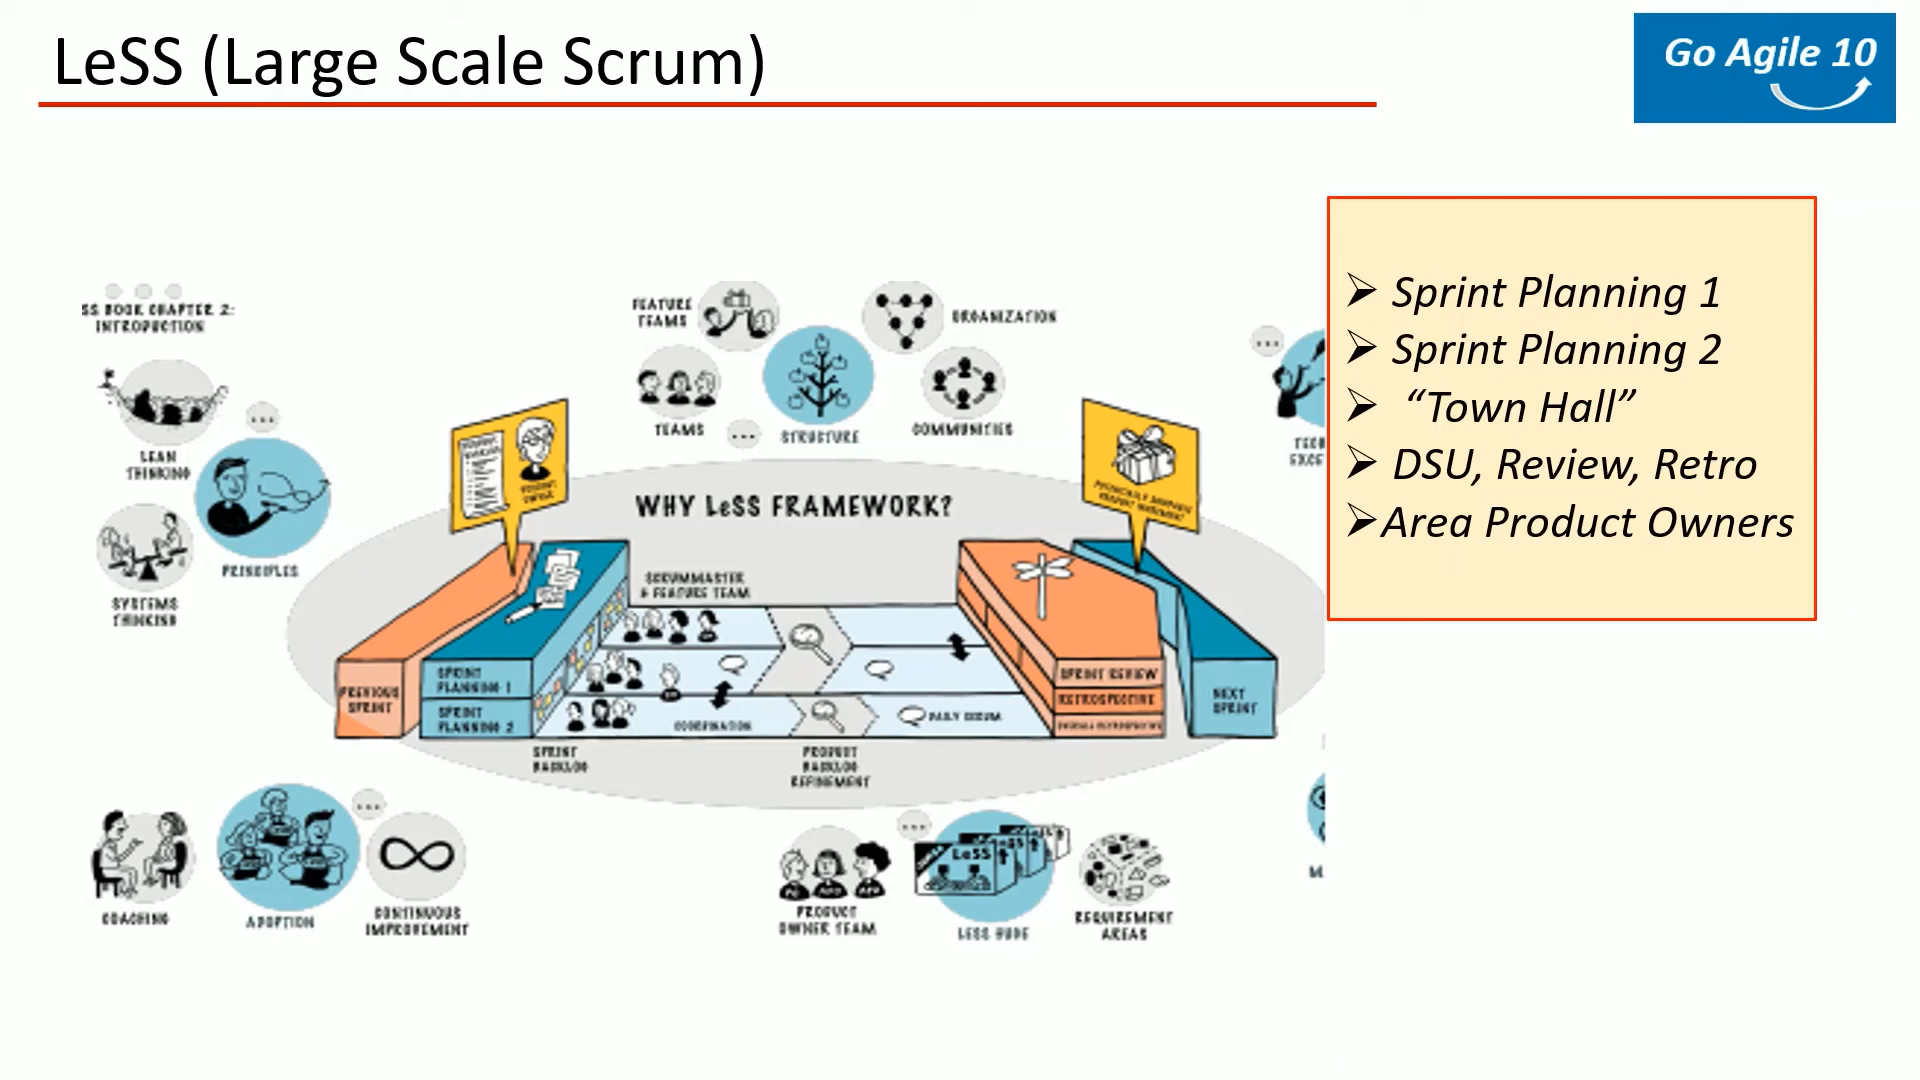 LeSS (Large Scale Scrum)
Go Agile 10
SS BOOK CHAPTER 2:
INTRODUCTION
LEAN
THINKING
PRINCIPLES
SYSTEMS
THINKING
FEATURE
TEAMS
ORGANIZATION
TEAMS
STRUCTURE
COMMUNITIES
WHY LeSS FRAMEWORK?
SCRUMMASTER
& FEATURE TEAM
PREVIOUS
SPRINT
SPRINT
PLANNING 1
SPRINT
PLANNING 2
COORDINATION
DAILY SCRUM
SPRINT REVIEW
RETROSPECTIVE
OVERALL RETROSPECTIVE
NEXT
SPRINT
SPRINT
BACKLOG
PRODUCT
BACKLOG
REFINEMENT
COACHING
ADOPTION
CONTINUOUS
IMPROVEMENT
PRODUCT
OWNER TEAM
LeSS
LESS HUGE
REQUIREMENT
AREAS
➢ Sprint Planning 1
➢ Sprint Planning 2
➢ “Town Hall”
➢ DSU, Review, Retro
➢Area Product Owners